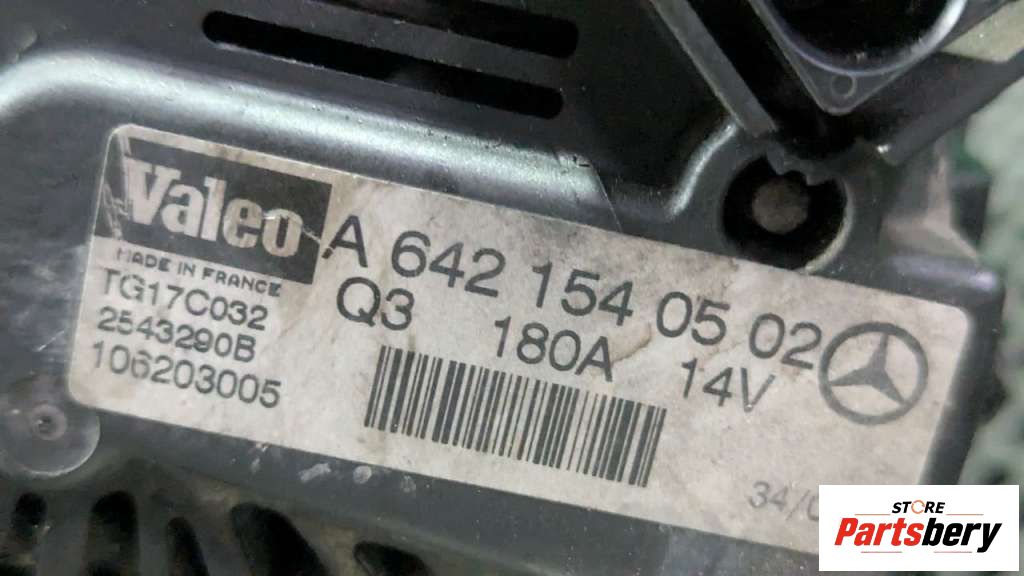 Valeo
MADE IN FRANCE
TG17C032
2543290B
106203005
A 642 154 05 02
Q3 180A 14V
STORE
Partsbery